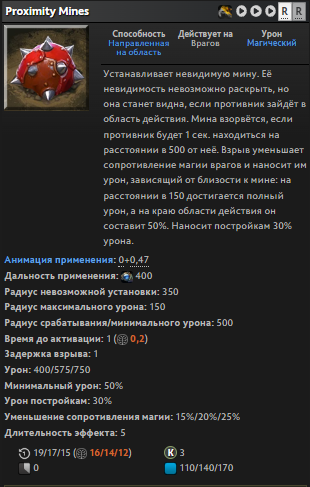 Proximity Mines
R R
Способность
Направленная
на область
Действует на
Врагов
Урон
Магический
Устанавливает невидимую мину. Её
невидимость невозможно раскрыть, но
она станет видна, если противник зайдёт в
область действия. Мина взорвётся, если
противник будет 1 сек. находиться на
расстоянии в 500 от неё. Взрыв уменьшает
сопротивление магии врагов и наносит им
урон, зависящий от близости к мине: на
расстоянии в 150 достигается полный
урон, а на краю области действия он
составит 50%. Наносит постройкам 30%
урона.
Анимация применения: 0+0,47
Дальность применения: 400
Радиус невозможной установки: 350
Радиус максимального урона: 150
Радиус срабатывания/минимального урона: 500
Время до активации: 1 (0,2)
Задержка взрыва: 1
Урон: 400/575/750
Минимальный урон: 50%
Урон постройкам: 30%
Уменьшение сопротивления магии: 15%/20%/25%
Длительность эффекта: 5
19/17/15 (16/14/12) K 3
0 110/140/170